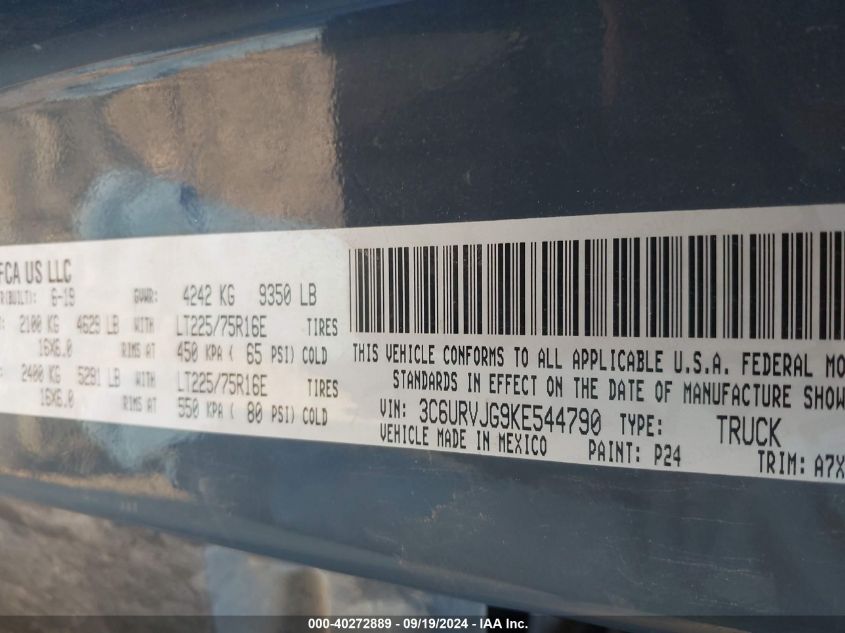 FCA US LLC
R(BUILT): 6-19 GVWR: 4242 KG 9350 LB
2100 KG 4629 LB WITH LT225/75R16E TIRES
16X6.0 RIMS AT 450 KPA ( 65 PSI) COLD
2400 KG 5291 LB WITH LT225/75R16E TIRES
16X6.0 RIMS AT 550 KPA ( 80 PSI) COLD
THIS VEHICLE CONFORMS TO ALL APPLICABLE U.S.A. FEDERAL MO
STANDARDS IN EFFECT ON THE DATE OF MANUFACTURE SHOW
VIN: 3C6URVJG9KE544790 TYPE: TRUCK
VEHICLE MADE IN MEXICO PAINT: P24 TRIM: A7X
000-40272889 - 09/19/2024 - IAA Inc.